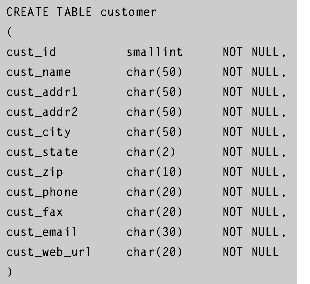 CREATE TABLE customer
(
cust_id smallint NOT NULL,
cust_name char(50) NOT NULL,
cust_addr1 char(50) NOT NULL,
cust_addr2 char(50) NOT NULL,
cust_city char(50) NOT NULL,
cust_state char(2) NOT NULL,
cust_zip char(10) NOT NULL,
cust_phone char(20) NOT NULL,
cust_fax char(20) NOT NULL,
cust_email char(30) NOT NULL,
cust_web_url char(20) NOT NULL
)